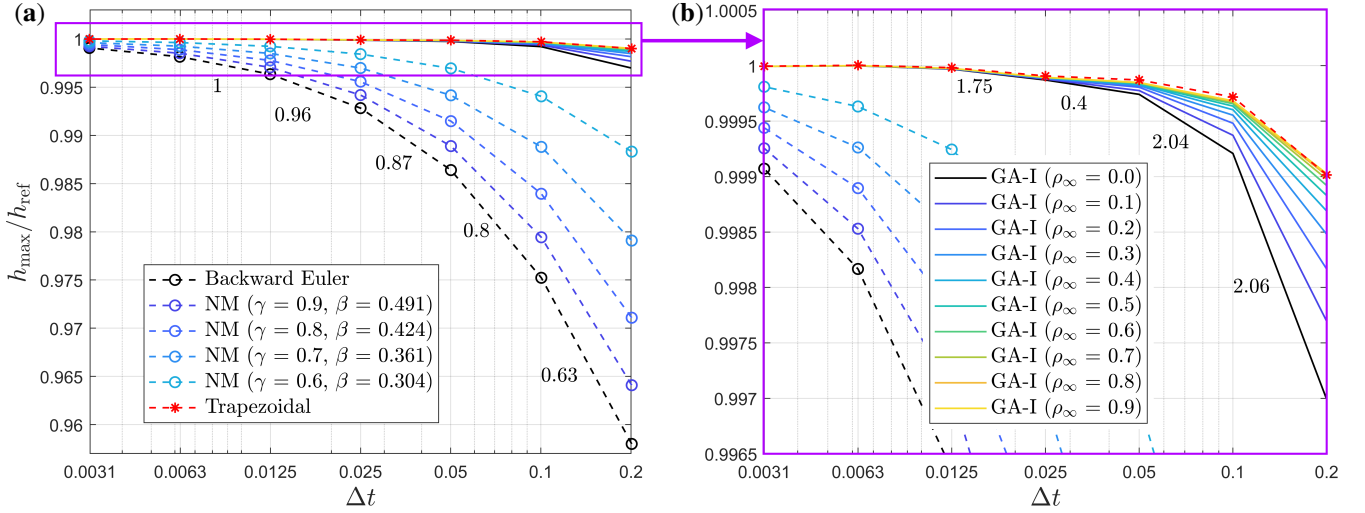 (a)
h_max/h_ref
1
0.995
0.99
0.985
0.98
0.975
0.97
0.965
0.96
1
0.96
0.87
0.8
0.63
Backward Euler
NM (γ = 0.9, β = 0.491)
NM (γ = 0.8, β = 0.424)
NM (γ = 0.7, β = 0.361)
NM (γ = 0.6, β = 0.304)
Trapezoidal
0.0031 0.0063 0.0125 0.025 0.05 0.1 0.2
Δt
(b)
1.0005
1
0.9995
0.999
0.9985
0.998
0.9975
0.997
0.9965
1.75
0.4
2.04
2.06
GA-I (ρ∞ = 0.0)
GA-I (ρ∞ = 0.1)
GA-I (ρ∞ = 0.2)
GA-I (ρ∞ = 0.3)
GA-I (ρ∞ = 0.4)
GA-I (ρ∞ = 0.5)
GA-I (ρ∞ = 0.6)
GA-I (ρ∞ = 0.7)
GA-I (ρ∞ = 0.8)
GA-I (ρ∞ = 0.9)
0.0031 0.0063 0.0125 0.025 0.05 0.1 0.2
Δt